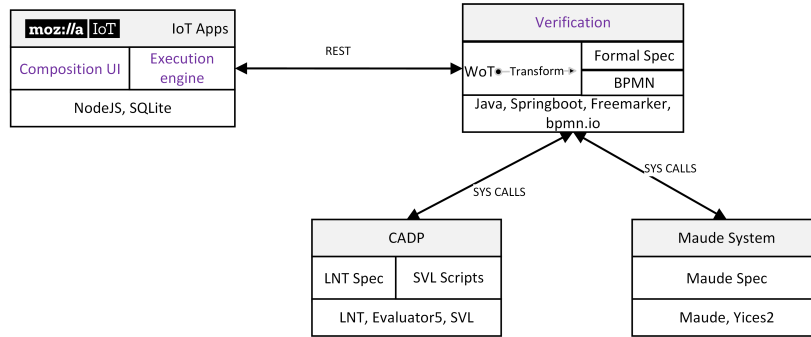 moz://a IoT IoT Apps
Composition UI
Execution
engine
NodeJS, SQLite
REST
Verification
WoT
Transform
Formal Spec
BPMN
Java, Springboot, Freemarker,
bpmn.io
SYS CALLS
SYS CALLS
CADP
LNT Spec
SVL Scripts
LNT, Evaluator5, SVL
Maude System
Maude Spec
Maude, Yices2